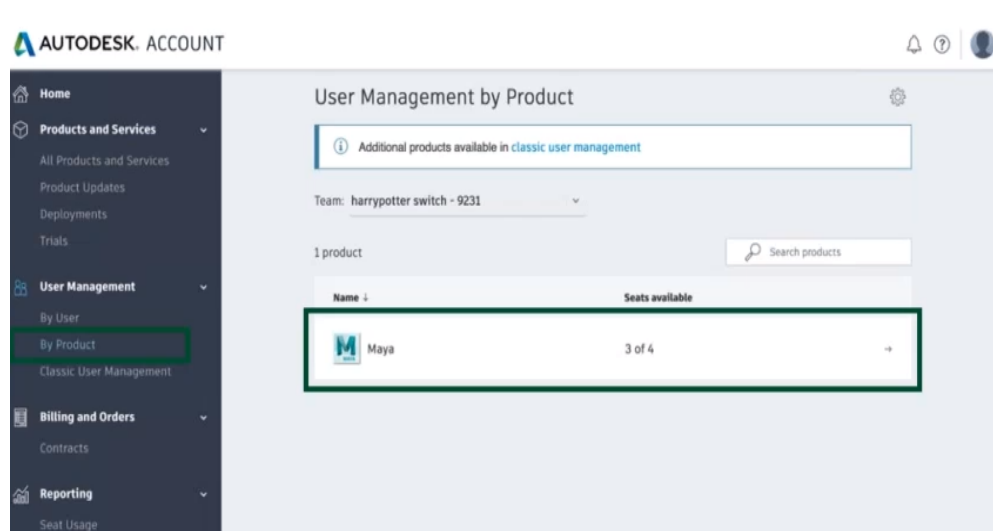 AUTODESK. ACCOUNT
Home
Products and Services
All Products and Services
Product Updates
Deployments
Trials
User Management
By User
By Product
Classic User Management
Billing and Orders
Contracts
Reporting
Seat Usage
User Management by Product
Additional products available in classic user management
Team: harrypotter switch - 9231
1 product
Search products
Name ↓ Seats available
Maya 3 of 4 →